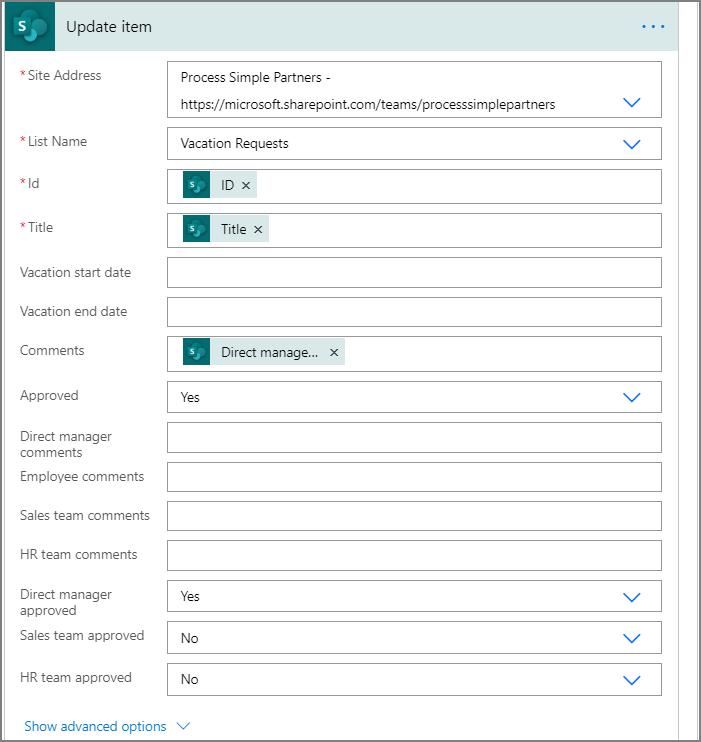 S Update item ...
* Site Address
Process Simple Partners -
https://microsoft.sharepoint.com/teams/processsimplepartners
* List Name Vacation Requests
* Id S ID ×
* Title S Title ×
Vacation start date
Vacation end date
Comments S Direct manage... ×
Approved Yes
Direct manager
comments
Employee comments
Sales team comments
HR team comments
Direct manager
approved
Yes
Sales team approved No
HR team approved No
Show advanced options